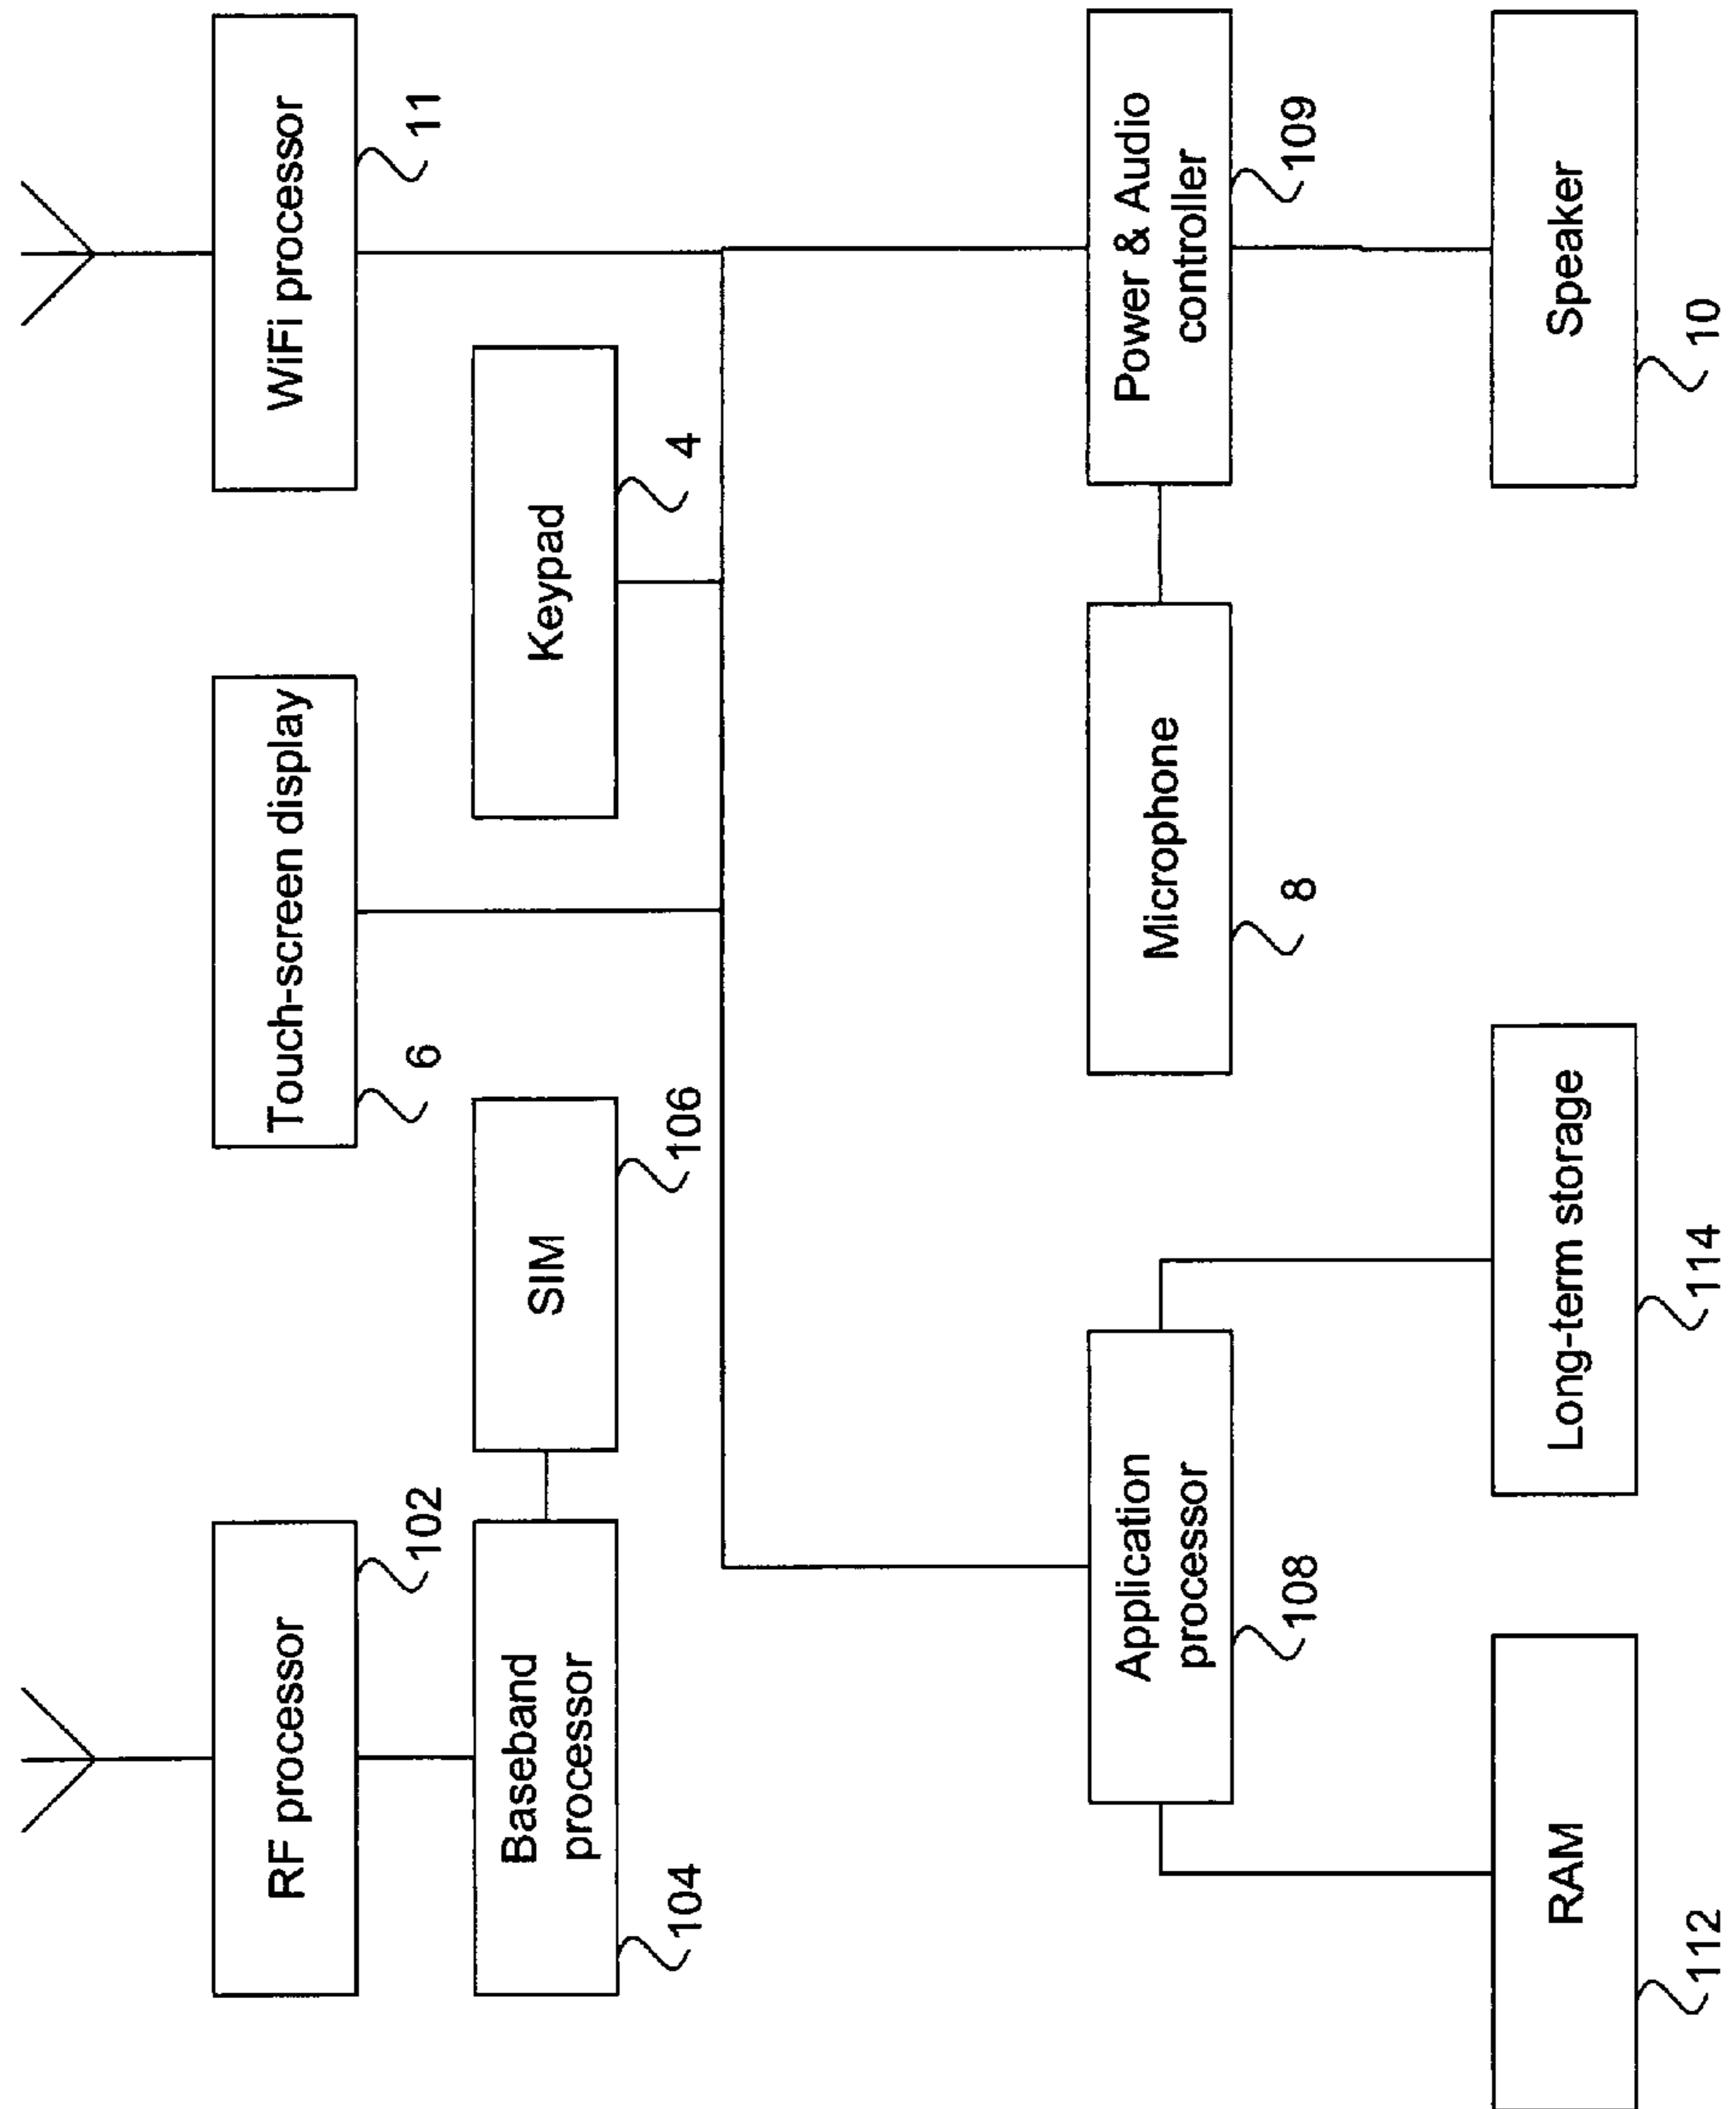 RF processor
102
Touch-screen display
6
WiFi processor
11
Baseband
processor
104
SIM
106
Keypad
4
Application
processor
108
Microphone
8
Power & Audio
controller
109
RAM
112
Long-term storage
114
Speaker
10